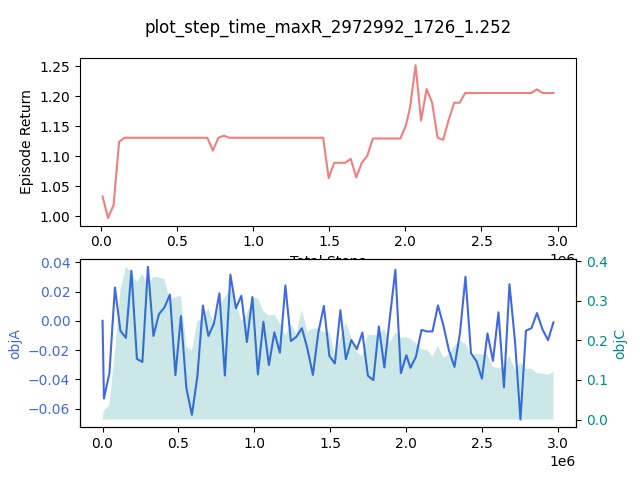 plot_step_time_maxR_2972992_1726_1.252
1.25
1.20
1.15
1.10
1.05
1.00
Episode Return
0.0 0.5 1.0 1.5 2.0 2.5 3.0
1e6
Total Steps
0.04
0.02
0.00
−0.02
−0.04
−0.06
objA
0.4
0.3
0.2
0.1
0.0
objC
0.0 0.5 1.0 1.5 2.0 2.5 3.0
1e6